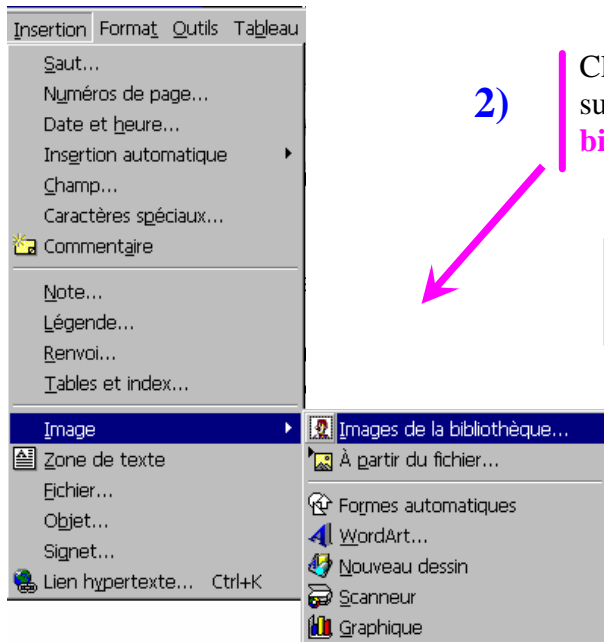 Insertion Format Outils Tableau
Saut...
Numéros de page...
Date et heure...
Insertion automatique
Champ...
Caractères spéciaux...
Commentaire
Note...
Légende...
Renvoi...
Tables et index...
Image
Zone de texte
Fichier...
Objet...
Signet...
Lien hypertexte... Ctrl+K
Images de la bibliothèque...
À partir du fichier...
Formes automatiques
WordArt...
Nouveau dessin
Scanneur
Graphique
2)